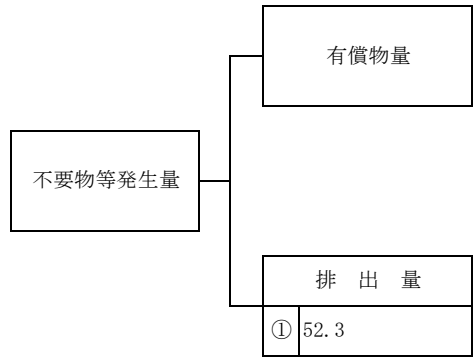 有償物量
不要物等発生量
排 出 量
① 52.3